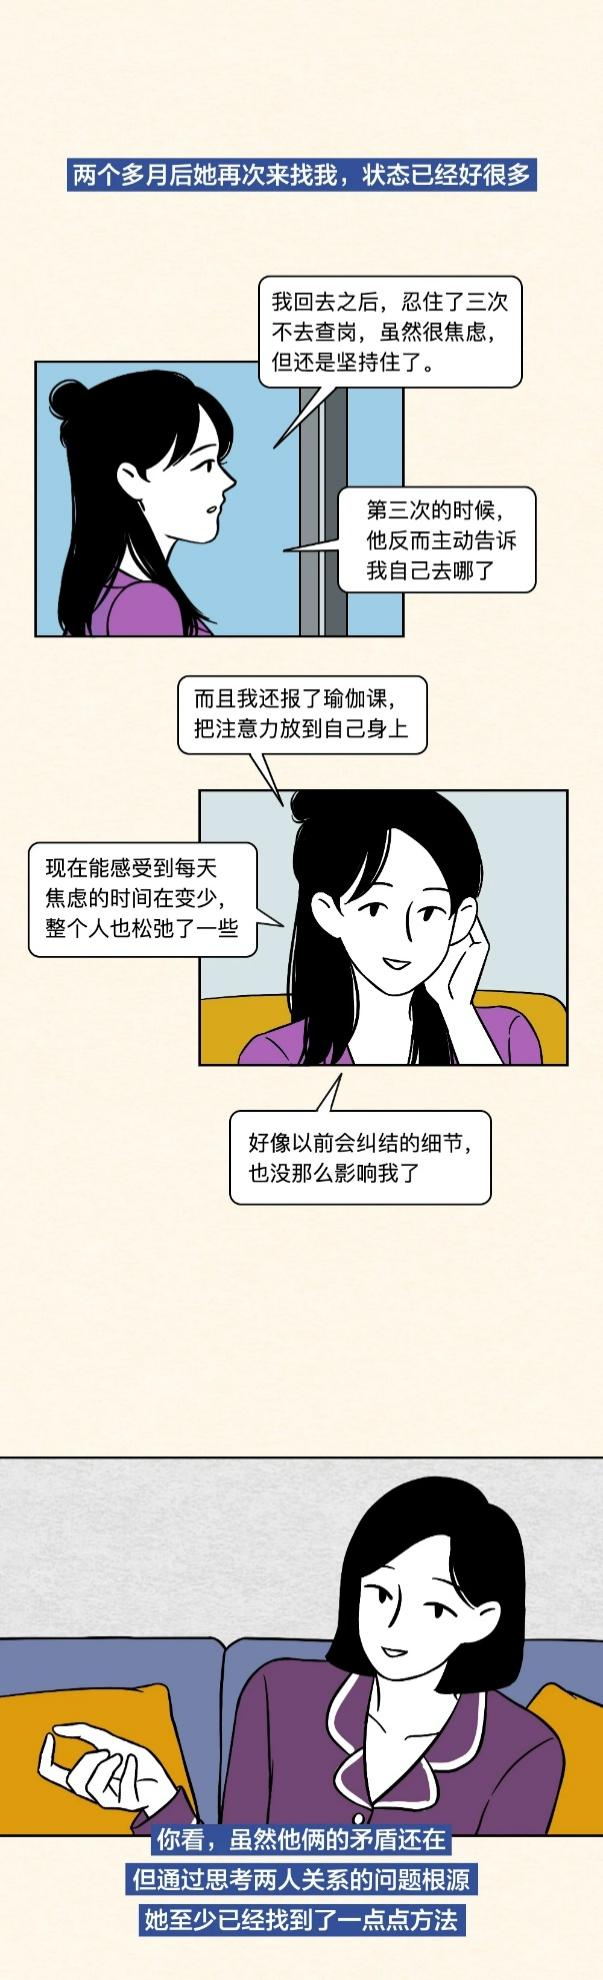 两个多月后她再次来找我，状态已经好很多
我回去之后，忍住了三次
不去查岗，虽然很焦虑，
但还是坚持住了。
第三次的时候，
他反而主动告诉
我自己去哪了
而且我还报了瑜伽课，
把注意力放到自己身上
现在能感受到每天
焦虑的时间在变少，
整个人也松弛了一些
好像以前会纠结的细节，
也没那么影响我了
你看，虽然他俩的矛盾还在
但通过思考两人关系的问题根源
她至少已经找到了一点点方法